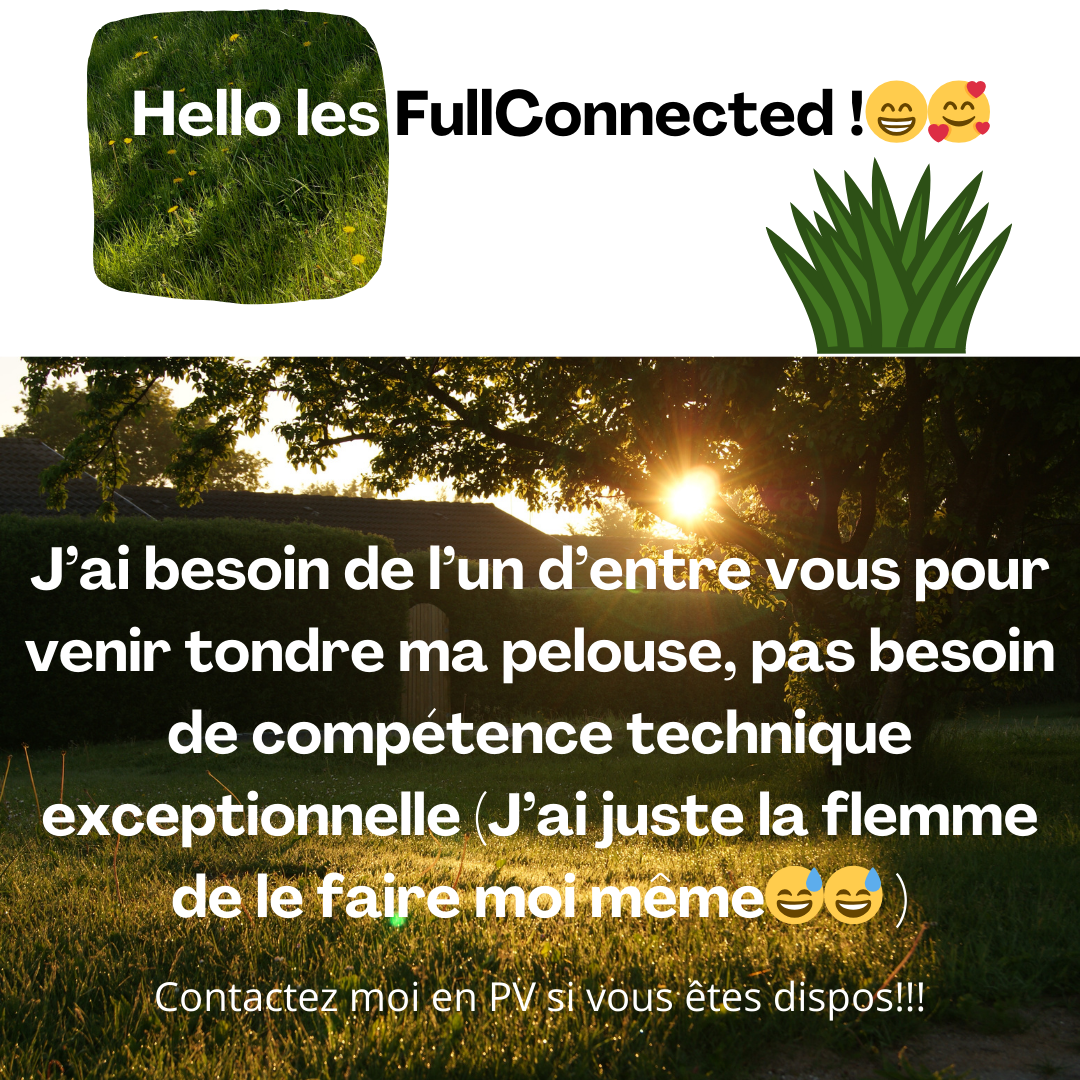 Hello les FullConnected !😁🥰
J’ai besoin de l’un d’entre vous pour
venir tondre ma pelouse, pas besoin
de compétence technique
exceptionnelle (J’ai juste la flemme
de le faire moi même😅😅 )
Contactez moi en PV si vous êtes dispos!!!